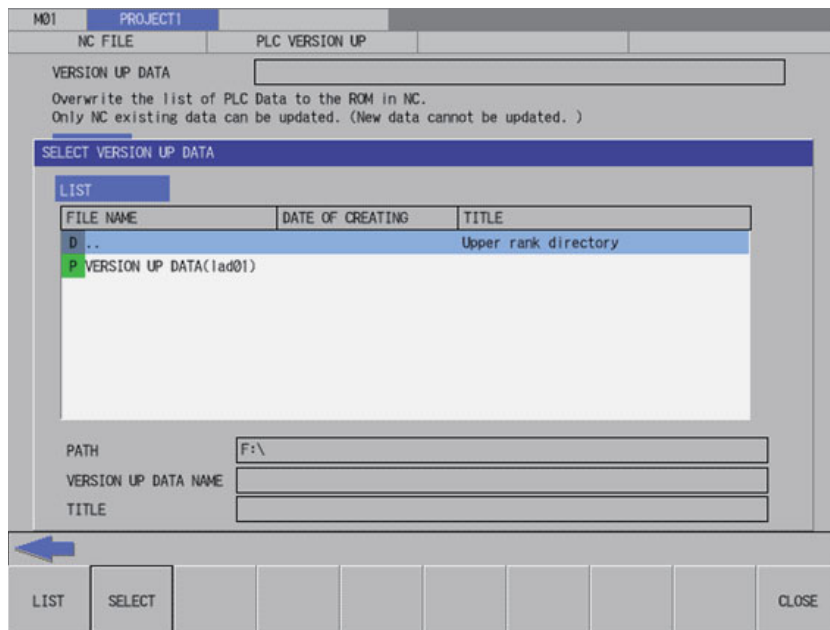 M01 PROJECT1
NC FILE PLC VERSION UP
VERSION UP DATA
Overwrite the list of PLC Data to the ROM in NC.
Only NC existing data can be updated. (New data cannot be updated. )
SELECT VERSION UP DATA
LIST
FILE NAME DATE OF CREATING TITLE
D .. Upper rank directory
P VERSION UP DATA(lad01)
PATH F:\
VERSION UP DATA NAME
TITLE
LIST SELECT CLOSE